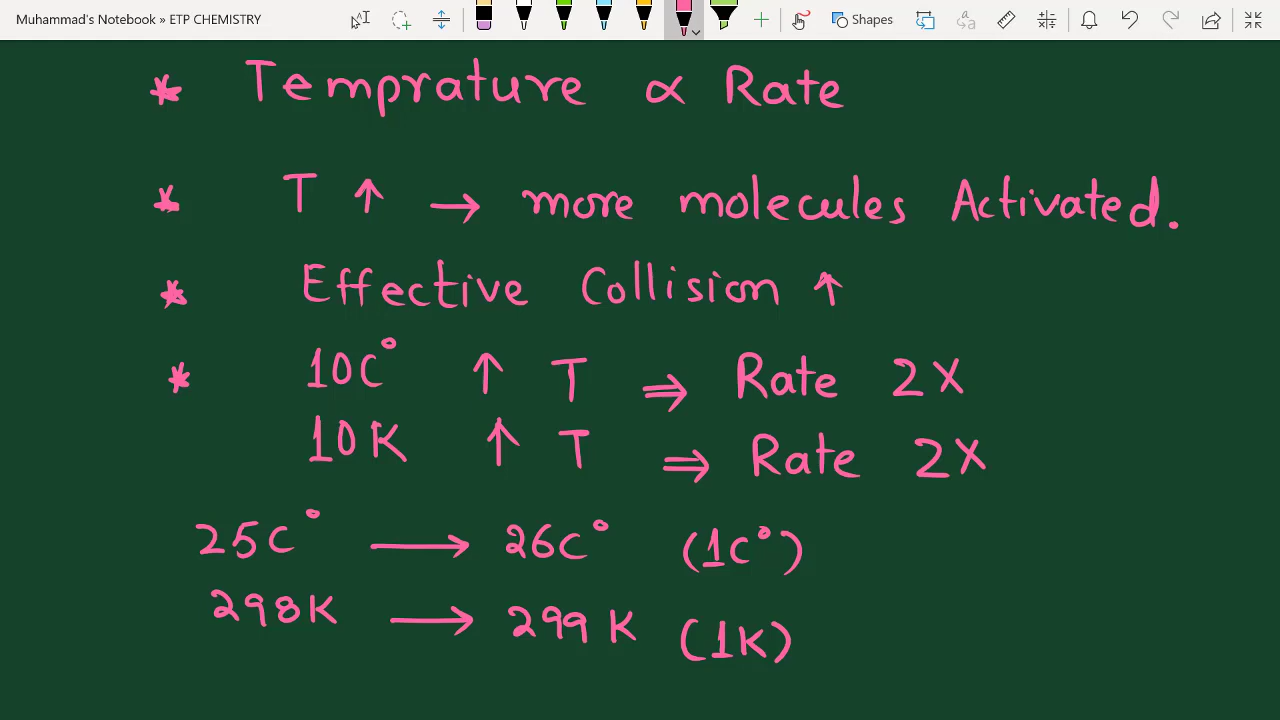 Muhammad's Notebook » ETP CHEMISTRY
Shapes
* Temprature ∝ Rate
* T ↑ → more molecules Activated.
* Effective Collision ↑
* 10C° ↑ T ⇒ Rate 2X
10K ↑ T ⇒ Rate 2X
25C° → 26C° (1C°)
298K → 299K (1K)